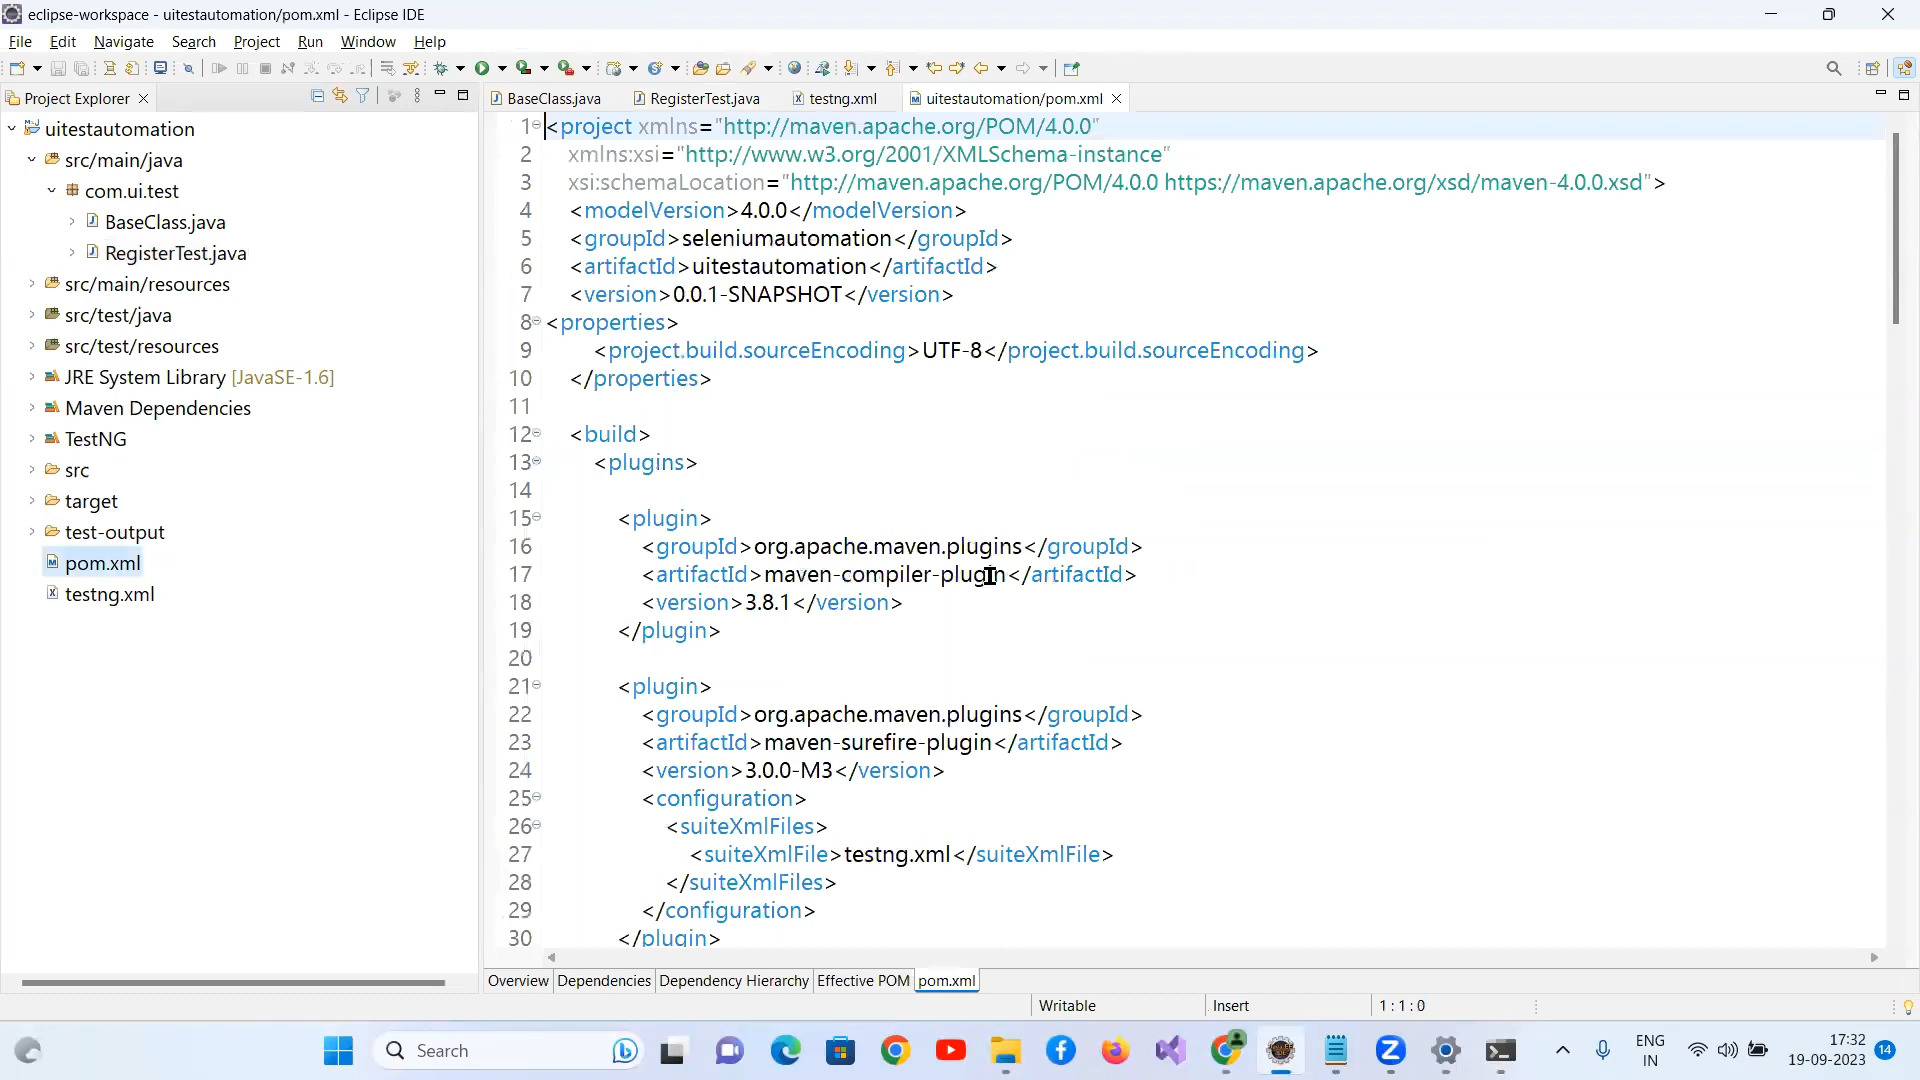 eclipse-workspace - uitestautomation/pom.xml - Eclipse IDE
File Edit Navigate Search Project Run Window Help
Project Explorer
BaseClass.java RegisterTest.java testng.xml uitestautomation/pom.xml
uitestautomation
src/main/java
com.ui.test
BaseClass.java
RegisterTest.java
src/main/resources
src/test/java
src/test/resources
JRE System Library [JavaSE-1.6]
Maven Dependencies
TestNG
src
target
test-output
pom.xml
testng.xml
1 <project xmlns="http://maven.apache.org/POM/4.0.0"
2 xmlns:xsi="http://www.w3.org/2001/XMLSchema-instance"
3 xsi:schemaLocation="http://maven.apache.org/POM/4.0.0 https://maven.apache.org/xsd/maven-4.0.0.xsd">
4 <modelVersion>4.0.0</modelVersion>
5 <groupId>seleniumautomation</groupId>
6 <artifactId>uitestautomation</artifactId>
7 <version>0.0.1-SNAPSHOT</version>
8 <properties>
9 <project.build.sourceEncoding>UTF-8</project.build.sourceEncoding>
10 </properties>
11
12 <build>
13 <plugins>
14
15 <plugin>
16 <groupId>org.apache.maven.plugins</groupId>
17 <artifactId>maven-compiler-plugin</artifactId>
18 <version>3.8.1</version>
19 </plugin>
20
21 <plugin>
22 <groupId>org.apache.maven.plugins</groupId>
23 <artifactId>maven-surefire-plugin</artifactId>
24 <version>3.0.0-M3</version>
25 <configuration>
26 <suiteXmlFiles>
27 <suiteXmlFile>testng.xml</suiteXmlFile>
28 </suiteXmlFiles>
29 </configuration>
30 </plugin>
Overview Dependencies Dependency Hierarchy Effective POM pom.xml
Writable Insert 1 : 1 : 0
Search
ENG
IN
17:32
19-09-2023
14